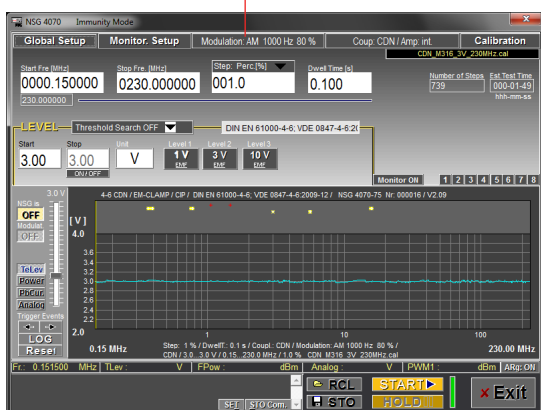 NSG 4070 Immunity Mode
Global Setup Monitor. Setup Modulation: AM 1000 Hz 80 % Coup: CDN / Amp: int. Calibration
CDN_M316_3V_230MHz.cal
Start Fre [MHz] Stop Fre. [MHz] Step: Perc.[%] Dwell Time [s] Number of Steps Est.Test Time
0000.150000 0230.000000 001.0 0.100 739 000-01-49
230.000000 hhh-mm-ss
LEVEL Threshold Search OFF DIN EN 61000-4-6; VDE 0847-4-6:2(
Start Stop Unit Level 1 Level 2 Level 3
3.00 3.00 V 1 V EMF 3 V EMF 10 V EMF
ON / OFF
Monitor ON 1 2 3 4 5 6 7 8
3.0 V 4-6 CDN / EM-CLAMP / CIP / DIN EN 61000-4-6; VDE 0847-4-6:2009-12 / NSG 4070-75 Nr: 000016 / V2.09
NSG is
OFF
Modulat
OFF
[ V ]
4.0
3.6
3.4
3.2
3.0
2.8
2.6
2.4
2.2
2.0
TeLev
Power
PbCur
Analog
Trigger Events
LOG
Reset
1 10 100
0.15 MHz Step: 1 % / DwellT: 0.1 s / Coupl.: CDN / Modulation: AM 1000 Hz 80 % / 230.00 MHz
CDN / 3.0...3.0 V / 0.15...230.0 MHz / 1.0 % CDN_M316_3V_230MHz.cal
Fr.: 0.151500 MHz TLev : V FPow : dBm Analog : V PWM1 : dBm ARg: ON
RCL START
SET STO Com. STO HOLD Exit